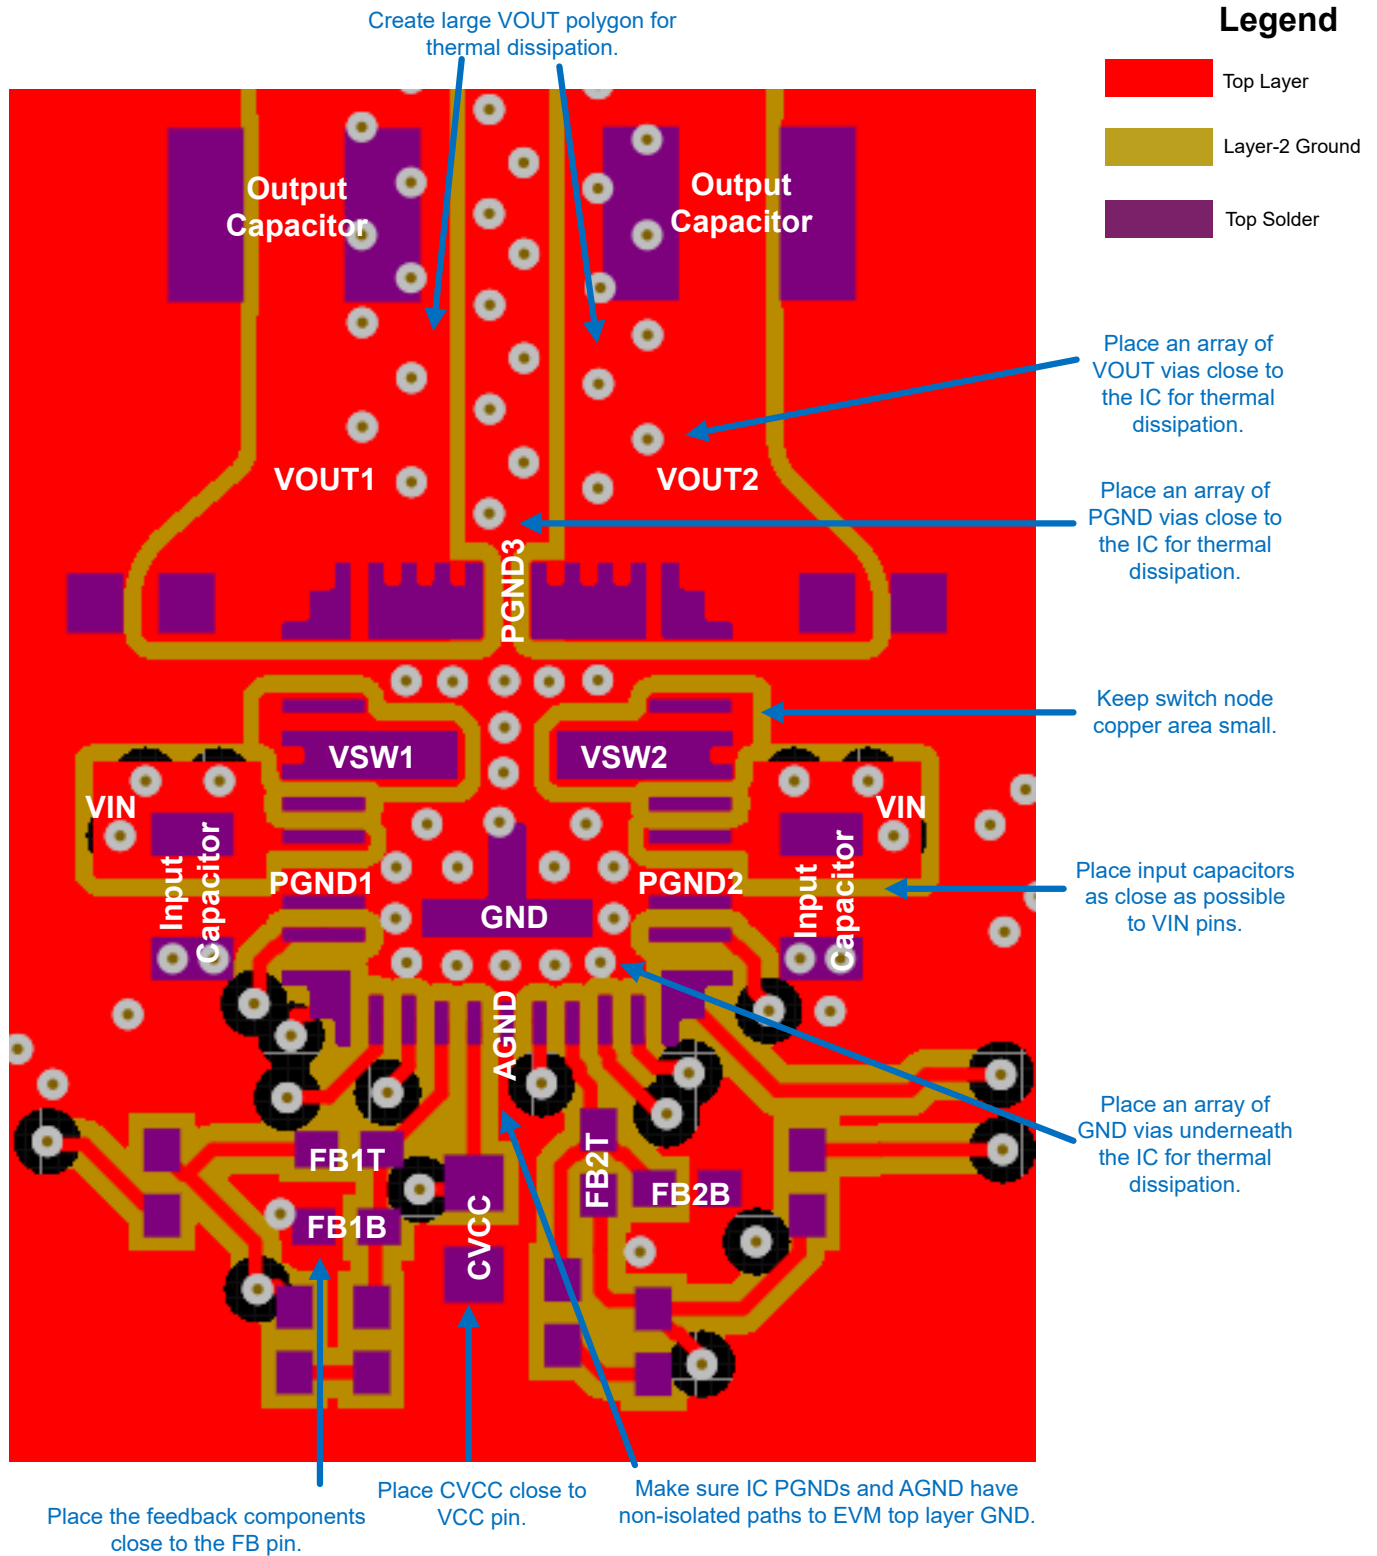 Create large VOUT polygon for
thermal dissipation.
Legend
Top Layer
Layer-2 Ground
Top Solder
Output
Capacitor
Output
Capacitor
Place an array of
VOUT vias close to
the IC for thermal
dissipation.
VOUT1
VOUT2
Place an array of
PGND vias close to
the IC for thermal
dissipation.
PGND3
Keep switch node
copper area small.
VSW1
VSW2
VIN
VIN
Input
Capacitor
Input
Capacitor
PGND1
PGND2
GND
Place input capacitors
as close as possible
to VIN pins.
AGND
Place an array of
GND vias underneath
the IC for thermal
dissipation.
FB1T
FB2T
FB2B
FB1B
CVCC
Place the feedback components
close to the FB pin.
Place CVCC close to
VCC pin.
Make sure IC PGNDs and AGND have
non-isolated paths to EVM top layer GND.